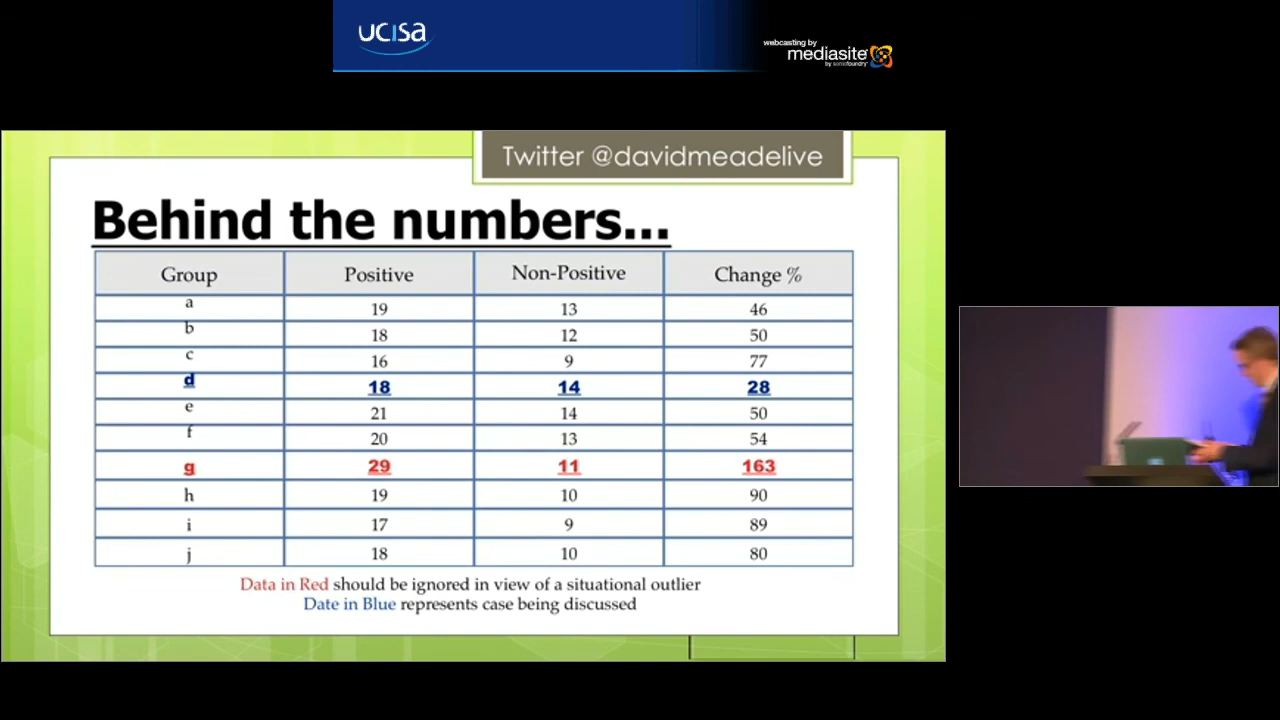 ucisa
webcasting by
mediasite
by sonicfoundry
Twitter @davidmeadelive
Behind the numbers...
Group Positive Non-Positive Change %
a 19 13 46
b 18 12 50
c 16 9 77
d 18 14 28
e 21 14 50
f 20 13 54
g 29 11 163
h 19 10 90
i 17 9 89
j 18 10 80
Data in Red should be ignored in view of a situational outlier
Date in Blue represents case being discussed